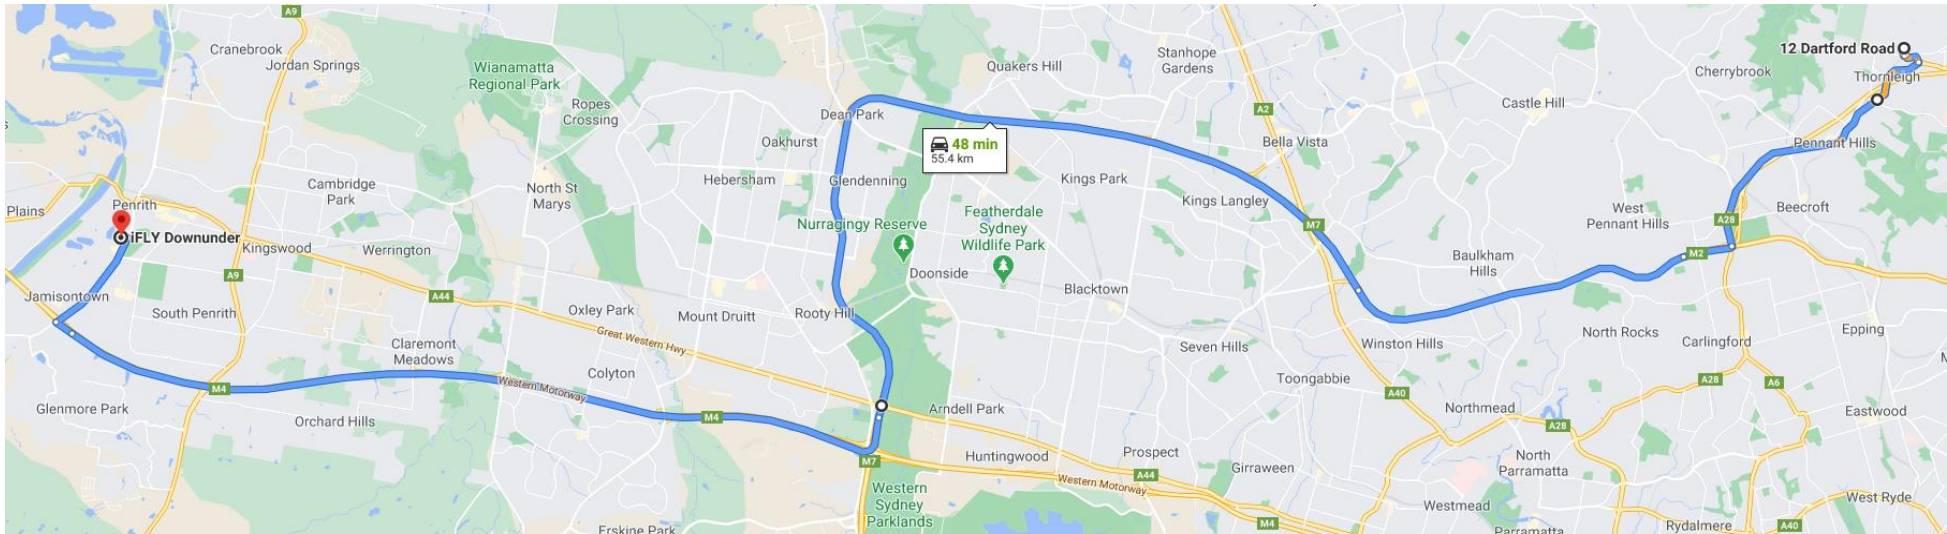 A9
Cranebrook
Jordan Springs
Wianamatta
Regional Park
Ropes
Crossing
Quakers Hill
Stanhope
Gardens
12 Dartford Road
Cherrybrook
Thornleigh
Dean Park
A2
Castle Hill
Oakhurst
48 min
55.4 km
Bella Vista
Pennant Hills
Cambridge
Park
North St
Marys
Hebersham
Glendenning
Kings Park
Kings Langley
Plains
Penrith
Nurragingy Reserve
Featherdale
Sydney
Wildlife Park
M7
West
Pennant Hills
A28
Beecroft
iFLY Downunder
Kingswood
Werrington
A9
Doonside
Blacktown
Baulkham
Hills
M2
Jamisontown
A44
South Penrith
Oxley Park
Mount Druitt
Rooty Hill
Great Western Hwy
Claremont
Meadows
Colyton
Seven Hills
Winston Hills
North Rocks
Carlingford
Epping
M4
Western Motorway
Toongabbie
A40
A28
A6
Glenmore Park
Orchard Hills
M4
Arndell Park
Northmead
A28
Eastwood
M7
Huntingwood
Prospect
A44
Girraween
North
Parramatta
Western Motorway
Western
Sydney
Parklands
Westmead
West Ryde
Erskine Park
M4
Parramatta
Rydalmere
A40